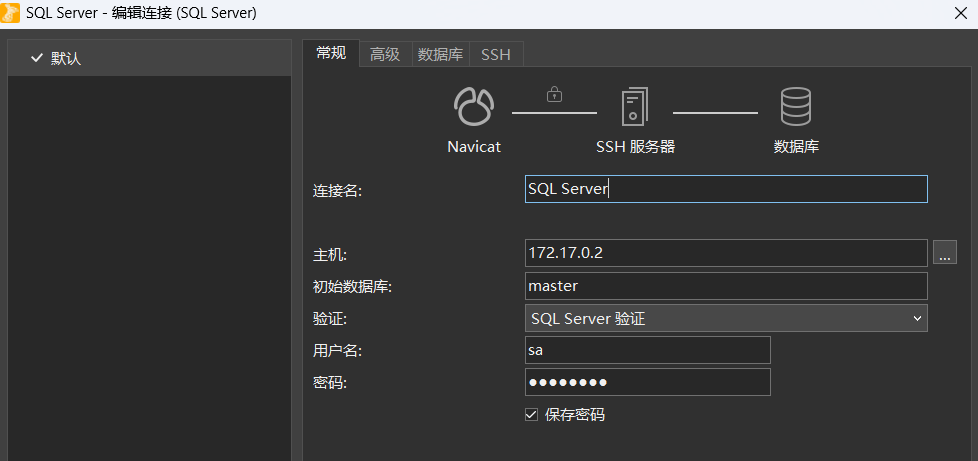 SQL Server - 编辑连接 (SQL Server)
默认
常规 高级 数据库 SSH
Navicat SSH 服务器 数据库
连接名: SQL Server
主机: 172.17.0.2 ...
初始数据库: master
验证: SQL Server 验证
用户名: sa
密码: ●●●●●●●●
保存密码